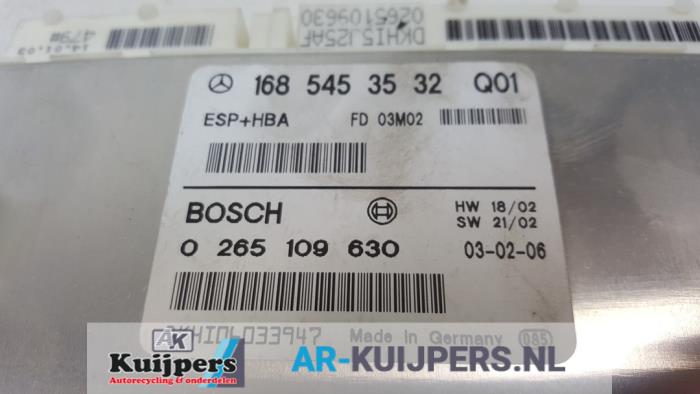 14.01.03
479#
DKHI5J25AF
0265109630
168 545 35 32 Q01
ESP+HBA FD 03M02
BOSCH HW 18/02
SW 21/02
0 265 109 630 03-02-06
Made in Germany 085
AK
Kuijpers
Autorecycling & onderdelen
AR-KUIJPERS.NL